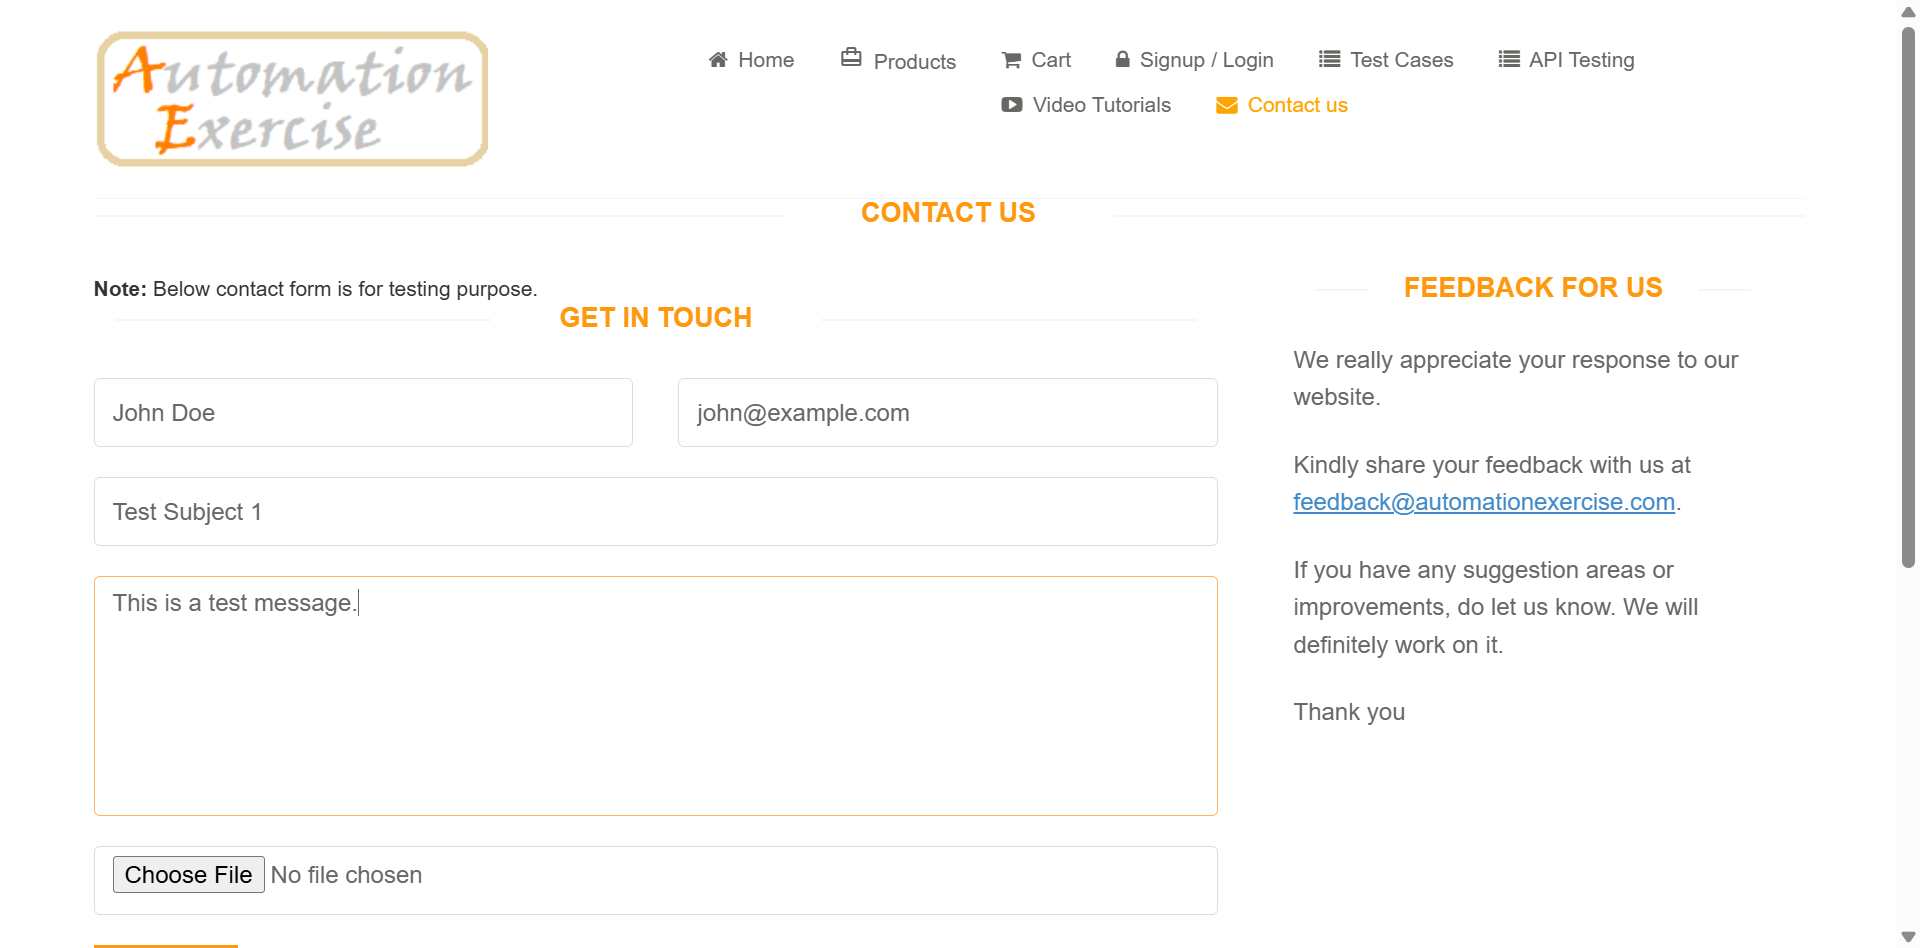 Automation
Exercise
Home
Products
Cart
Signup / Login
Test Cases
API Testing
Video Tutorials
Contact us
CONTACT US
Note: Below contact form is for testing purpose.
GET IN TOUCH
John Doe
john@example.com
Test Subject 1
This is a test message.
Choose File No file chosen
FEEDBACK FOR US
We really appreciate your response to our
website.
Kindly share your feedback with us at
feedback@automationexercise.com.
If you have any suggestion areas or
improvements, do let us know. We will
definitely work on it.
Thank you